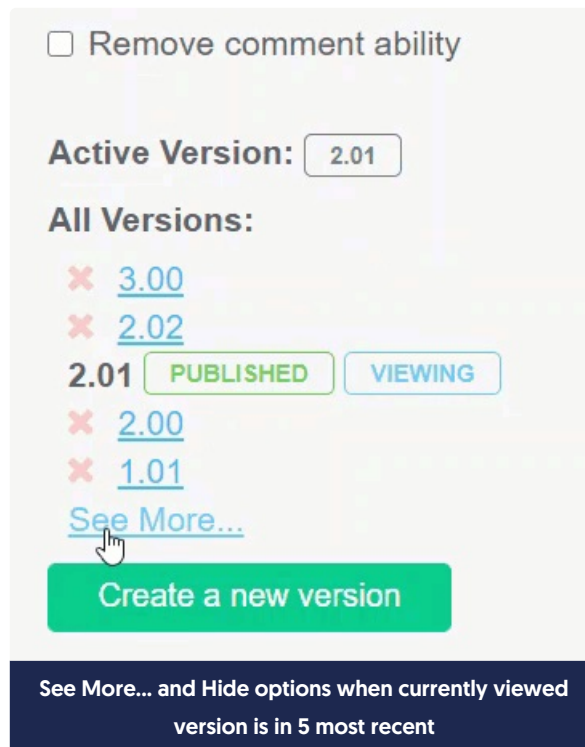 Remove comment ability
Active Version: 2.01
All Versions:
3.00
2.02
2.01 PUBLISHED VIEWING
2.00
1.01
See More...
Create a new version
See More... and Hide options when currently viewed
version is in 5 most recent